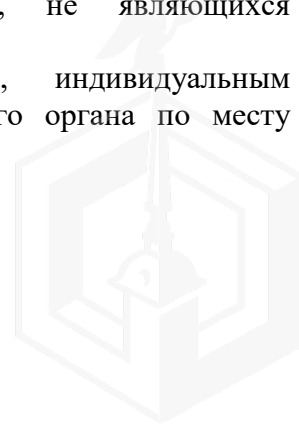 , не являющихся
, индивидуальным
го органа по месту